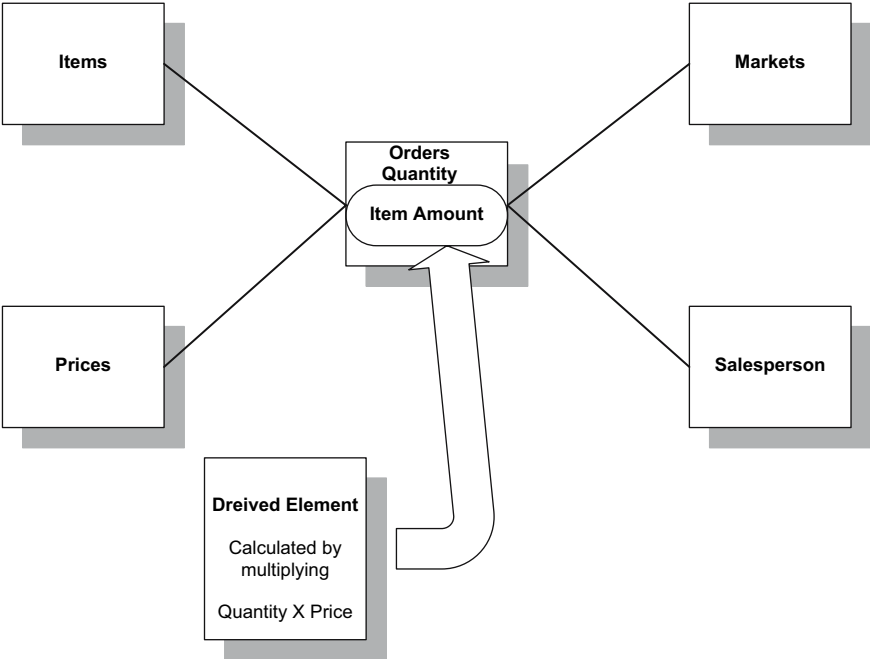 Items
Markets
Orders
Quantity
Item Amount
Prices
Salesperson
Dreived Element
Calculated by
multiplying
Quantity X Price